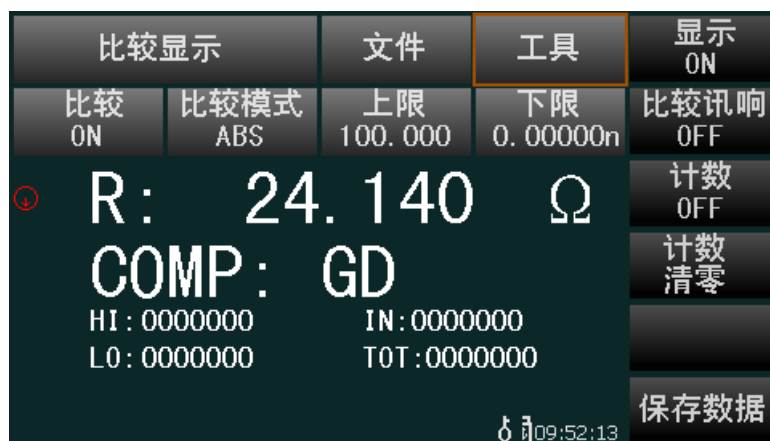 比较显示 文件 工具 显示 ON
比较 ON 比较模式 ABS 上限 100.000 下限 0.00000n 比较讯响 OFF
R: 24.140 Ω 计数 OFF
COMP: GD 计数 清零
HI:0000000 IN:0000000
LO:0000000 TOT:0000000
09:52:13 保存数据